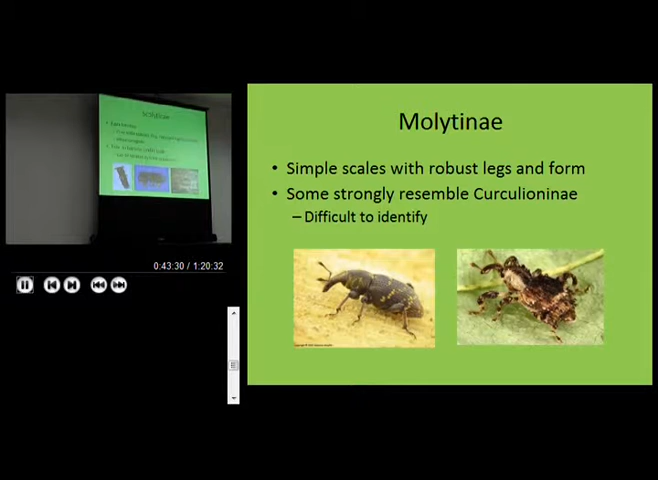 Scolytinae
0:43:30 / 1:20:32
Molytinae
• Simple scales with robust legs and form
• Some strongly resemble Curculioninae
– Difficult to identify